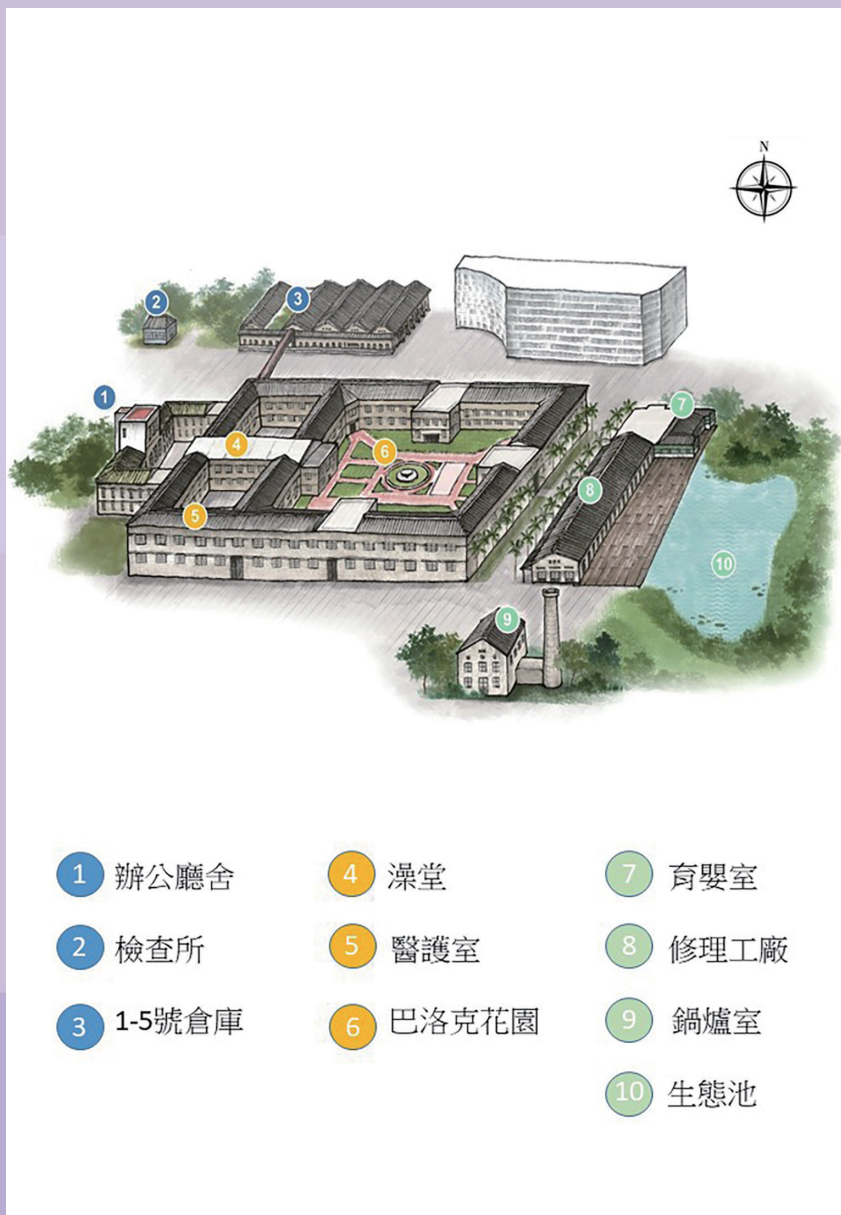 N
2
3
1
7
4
6
8
5
10
9
1 辦公廳舍
4 澡堂
7 育嬰室
2 檢查所
5 醫護室
8 修理工廠
3 1-5號倉庫
6 巴洛克花園
9 鍋爐室
10 生態池